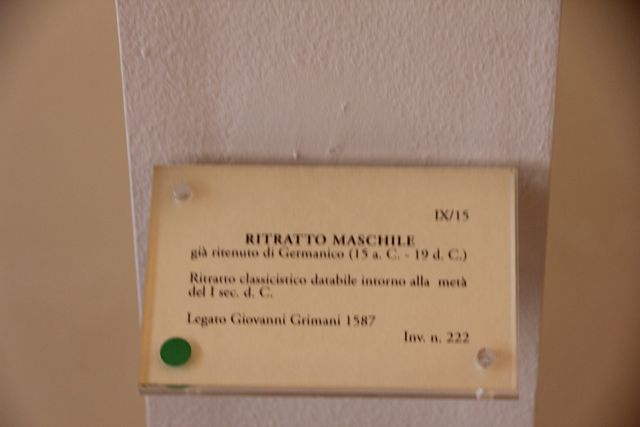 IX/15
RITRATTO MASCHILE
già ritenuto di Germanico (15 a. C. - 19 d. C.)
Ritratto classicistico databile intorno alla metà
del I sec. d. C.
Legato Giovanni Grimani 1587
Inv. n. 222